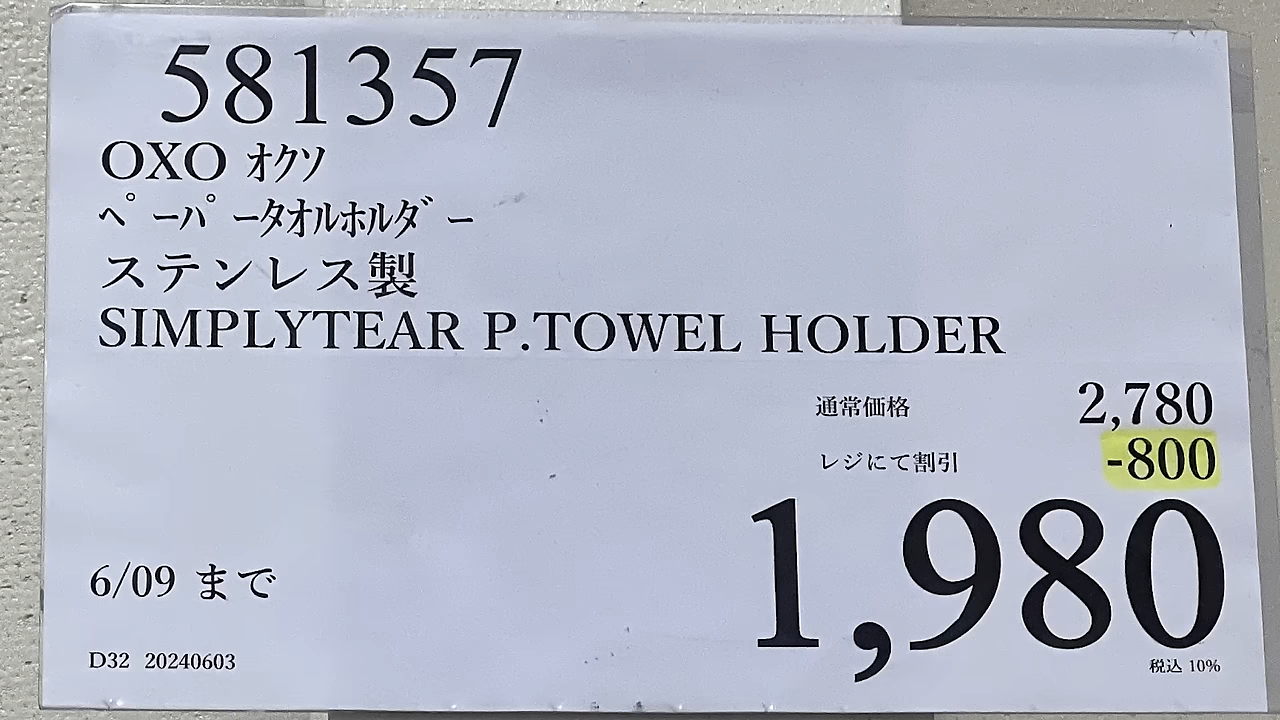 581357
OXO オクソ
ペーパータオルホルダー
ステンレス製
SIMPLYTEAR P.TOWEL HOLDER
通常価格 2,780
レジにて割引 -800
1,980
6/09 まで
D32 20240603
税込 10%